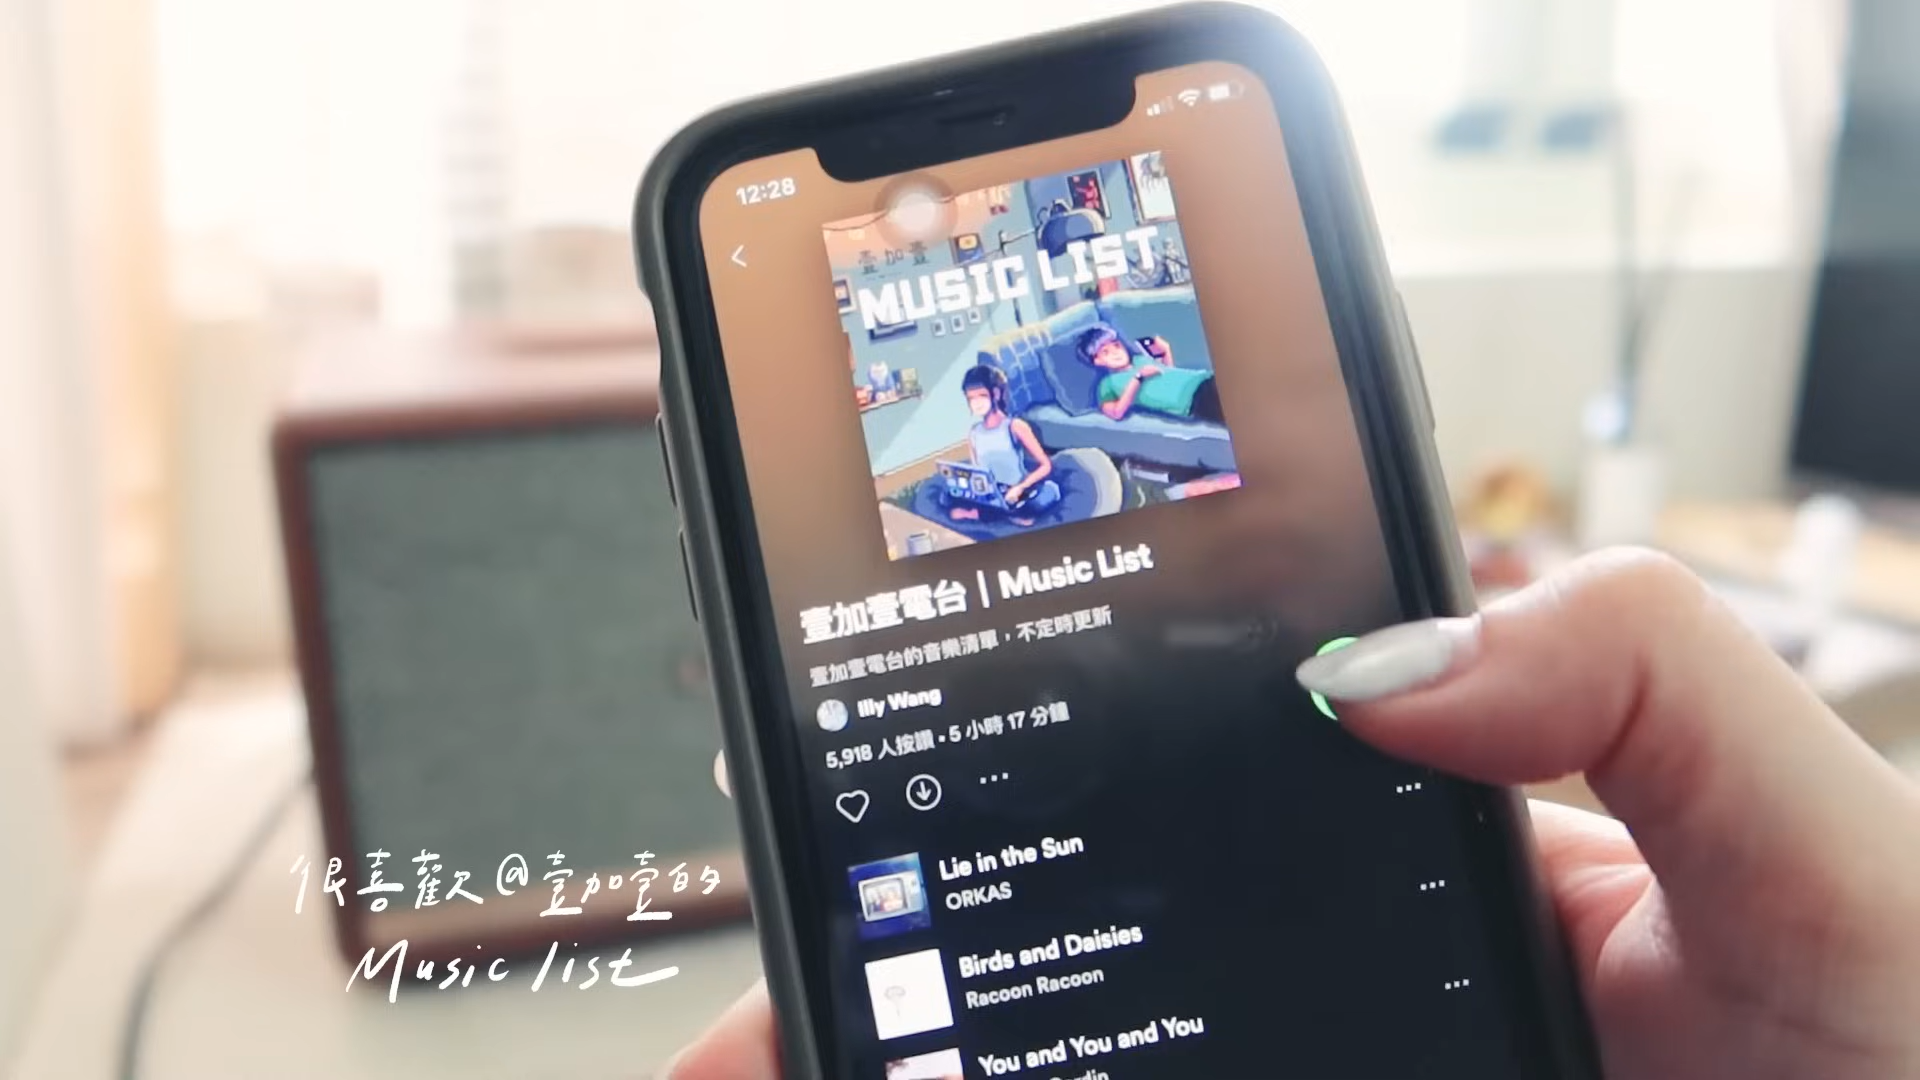 12:28
壹加壹
MUSIC LIST
壹加壹電台｜Music List
壹加壹電台的音樂清單，不定時更新
Illy Wang
5,918 人按讚 • 5 小時 17 分鐘
Lie in the Sun
ORKAS
Birds and Daisies
Racoon Racoon
You and You and You
很喜歡@壹加壹的
Music list